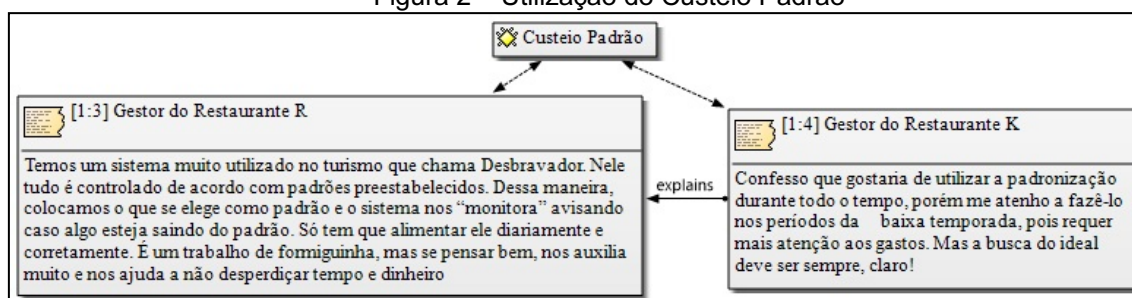 Figura 2 – Utilização do Custeio Padrão
Custeio Padrão
[1:3] Gestor do Restaurante R
Temos um sistema muito utilizado no turismo que chama Desbravador. Nele
tudo é controlado de acordo com padrões preestabelecidos. Dessa maneira,
colocamos o que se elege como padrão e o sistema nos “monitora” avisando
caso algo esteja saindo do padrão. Só tem que alimentar ele diariamente e
corretamente. É um trabalho de formiguinha, mas se pensar bem, nos auxilia
muito e nos ajuda a não desperdiçar tempo e dinheiro
explains
[1:4] Gestor do Restaurante K
Confesso que gostaria de utilizar a padronização
durante todo o tempo, porém me atenho a fazê-lo
nos períodos da baixa temporada, pois requer
mais atenção aos gastos. Mas a busca do ideal
deve ser sempre, claro!